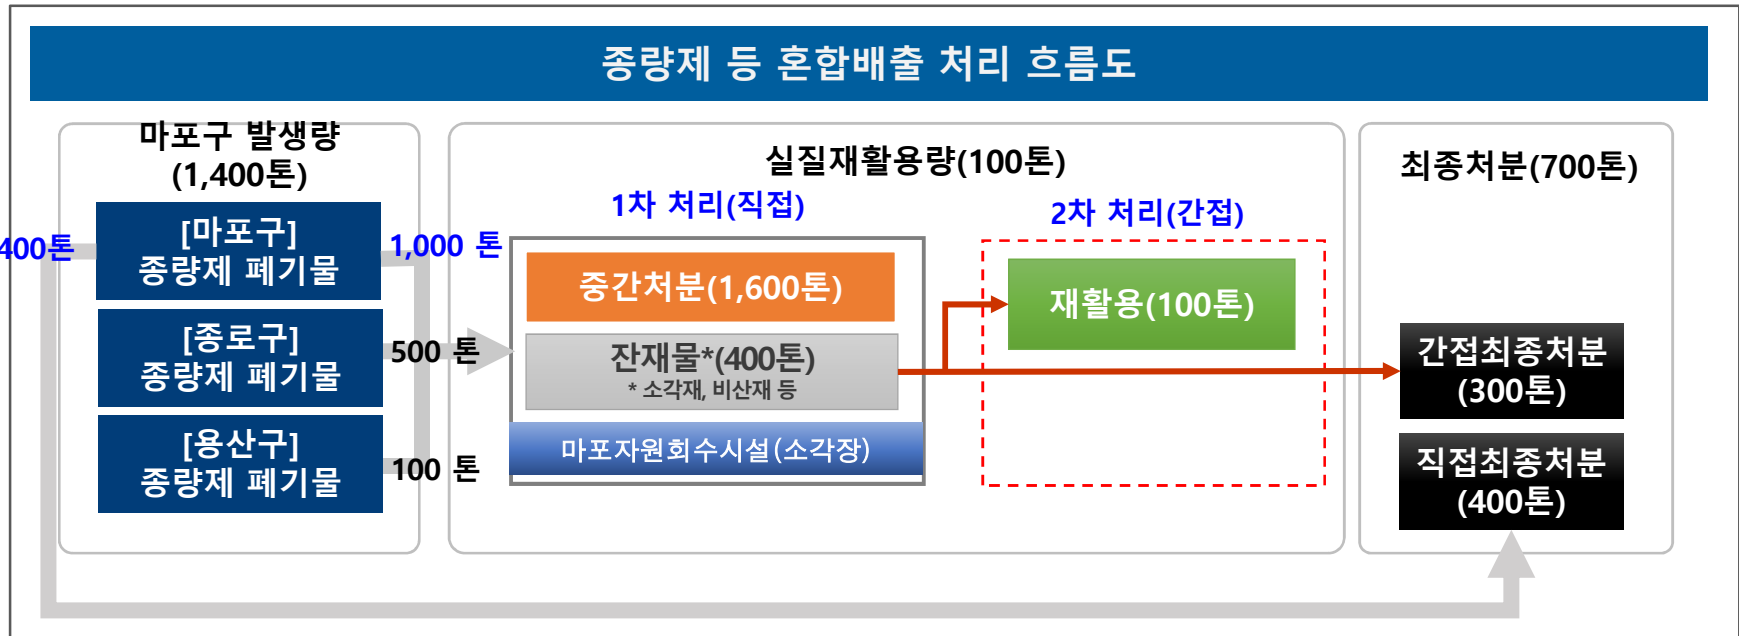 종량제 등 혼합배출 처리 흐름도
마포구 발생량
(1,400톤)
400톤
[마포구]
종량제 폐기물
1,000 톤
[종로구]
종량제 폐기물
500 톤
[용산구]
종량제 폐기물
100 톤
실질재활용량(100톤)
1차 처리(직접)
중간처분(1,600톤)
잔재물*(400톤)
* 소각재, 비산재 등
마포자원회수시설(소각장)
2차 처리(간접)
재활용(100톤)
최종처분(700톤)
간접최종처분
(300톤)
직접최종처분
(400톤)